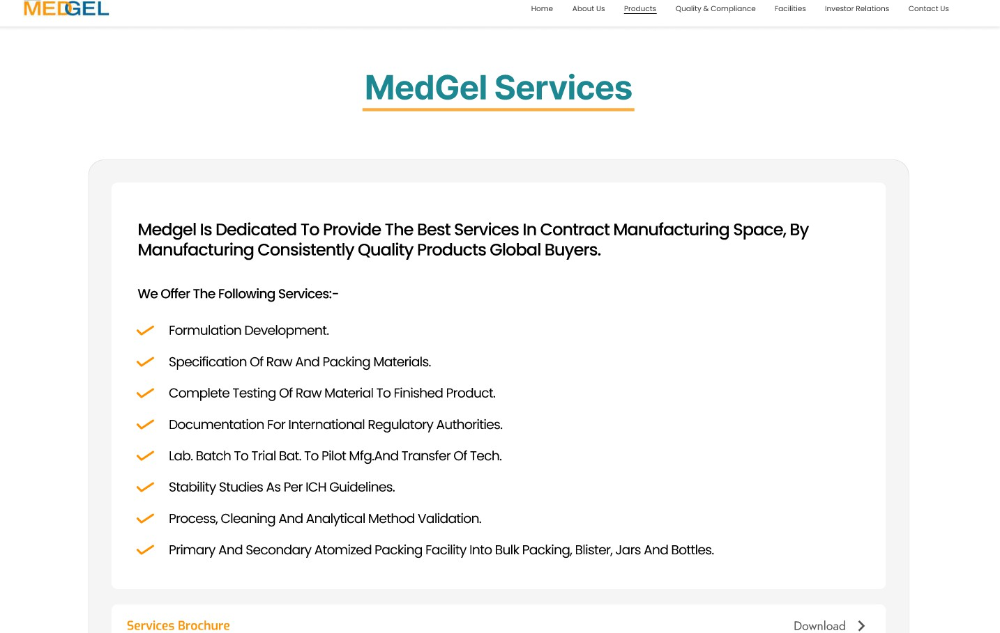 MEDGEL
Home About Us Products Quality & Compliance Facilities Investor Relations Contact Us
MedGel Services
Medgel Is Dedicated To Provide The Best Services In Contract Manufacturing Space, By
Manufacturing Consistently Quality Products Global Buyers.
We Offer The Following Services:-
Formulation Development.
Specification Of Raw And Packing Materials.
Complete Testing Of Raw Material To Finished Product.
Documentation For International Regulatory Authorities.
Lab. Batch To Trial Bat. To Pilot Mfg.And Transfer Of Tech.
Stability Studies As Per ICH Guidelines.
Process, Cleaning And Analytical Method Validation.
Primary And Secondary Atomized Packing Facility Into Bulk Packing, Blister, Jars And Bottles.
Services Brochure Download